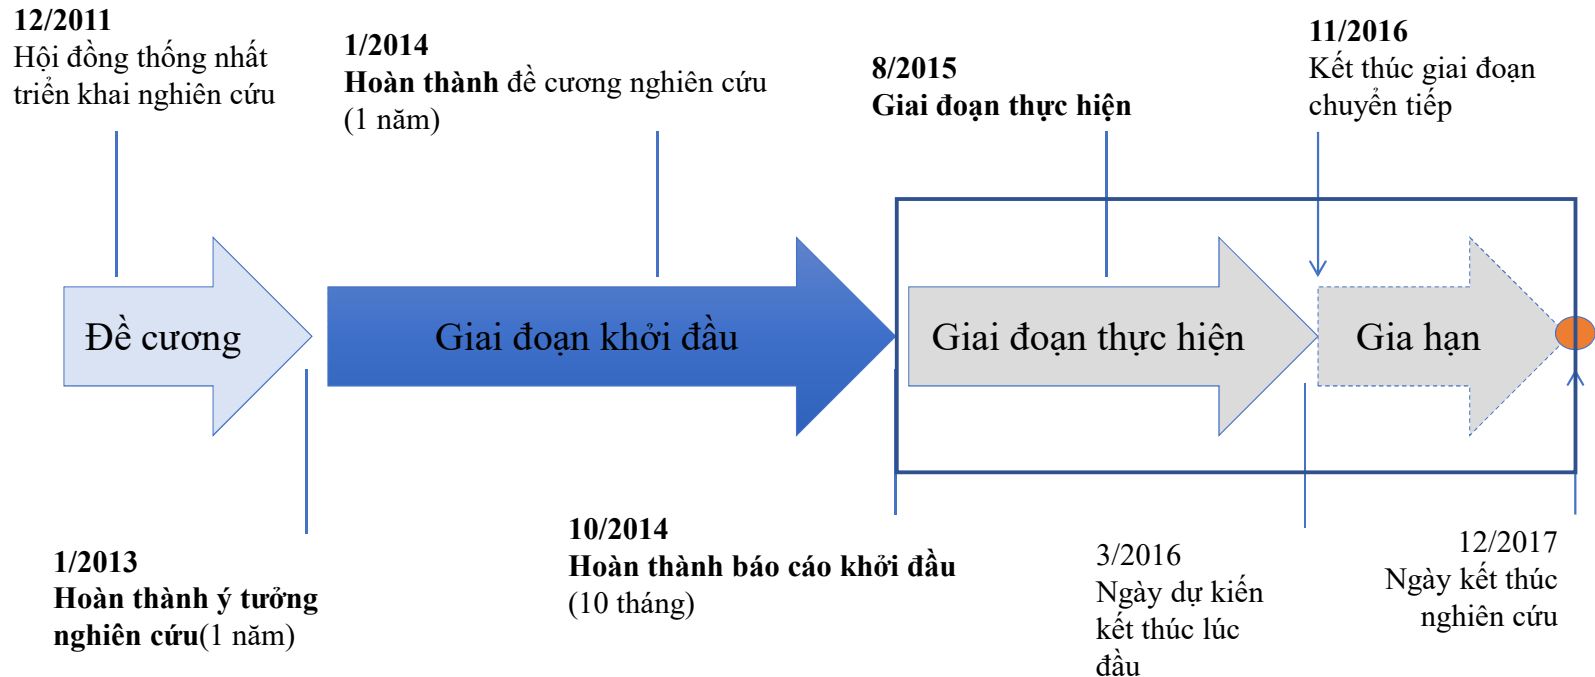 12/2011
Hội đồng thống nhất
triển khai nghiên cứu
1/2014
Hoàn thành đề cương nghiên cứu
(1 năm)
8/2015
Giai đoạn thực hiện
11/2016
Kết thúc giai đoạn
chuyển tiếp
Đề cương
Giai đoạn khởi đầu
Giai đoạn thực hiện
Gia hạn
1/2013
Hoàn thành ý tưởng
nghiên cứu(1 năm)
10/2014
Hoàn thành báo cáo khởi đầu
(10 tháng)
3/2016
Ngày dự kiến
kết thúc lúc
đầu
12/2017
Ngày kết thúc
nghiên cứu